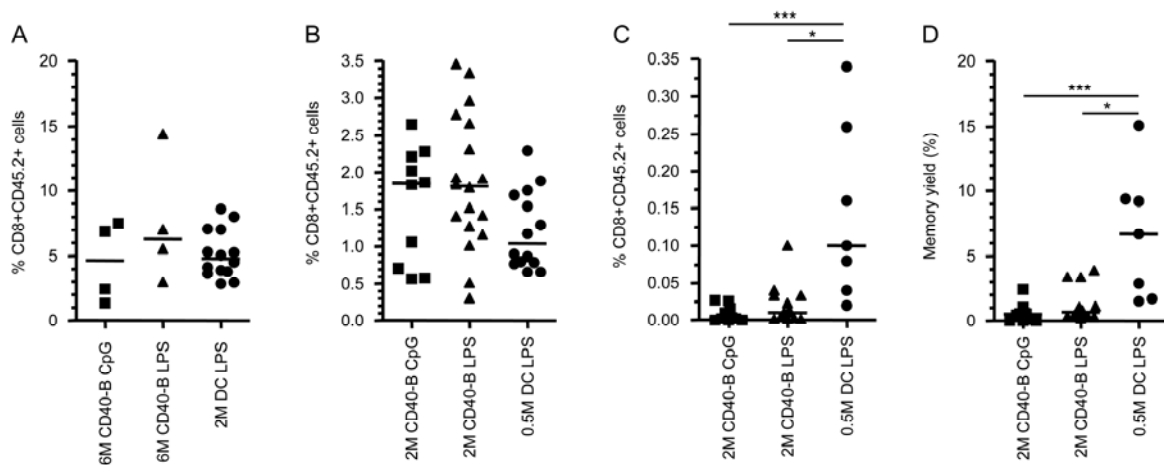 A
% CD8+CD45.2+ cells
20
15
10
5
0
6M CD40-B CpG
6M CD40-B LPS
2M DC LPS
B
% CD8+CD45.2+ cells
3.5
3.0
2.5
2.0
1.5
1.0
0.5
0.0
2M CD40-B CpG
2M CD40-B LPS
0.5M DC LPS
C
***
*
% CD8+CD45.2+ cells
0.35
0.30
0.25
0.20
0.15
0.10
0.05
0.00
2M CD40-B CpG
2M CD40-B LPS
0.5M DC LPS
D
***
*
Memory yield (%)
20
15
10
5
0
2M CD40-B CpG
2M CD40-B LPS
0.5M DC LPS